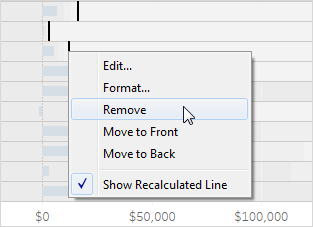 Edit...
Format...
Remove
Move to Front
Move to Back
Show Recalculated Line
$0 $50,000 $100,000